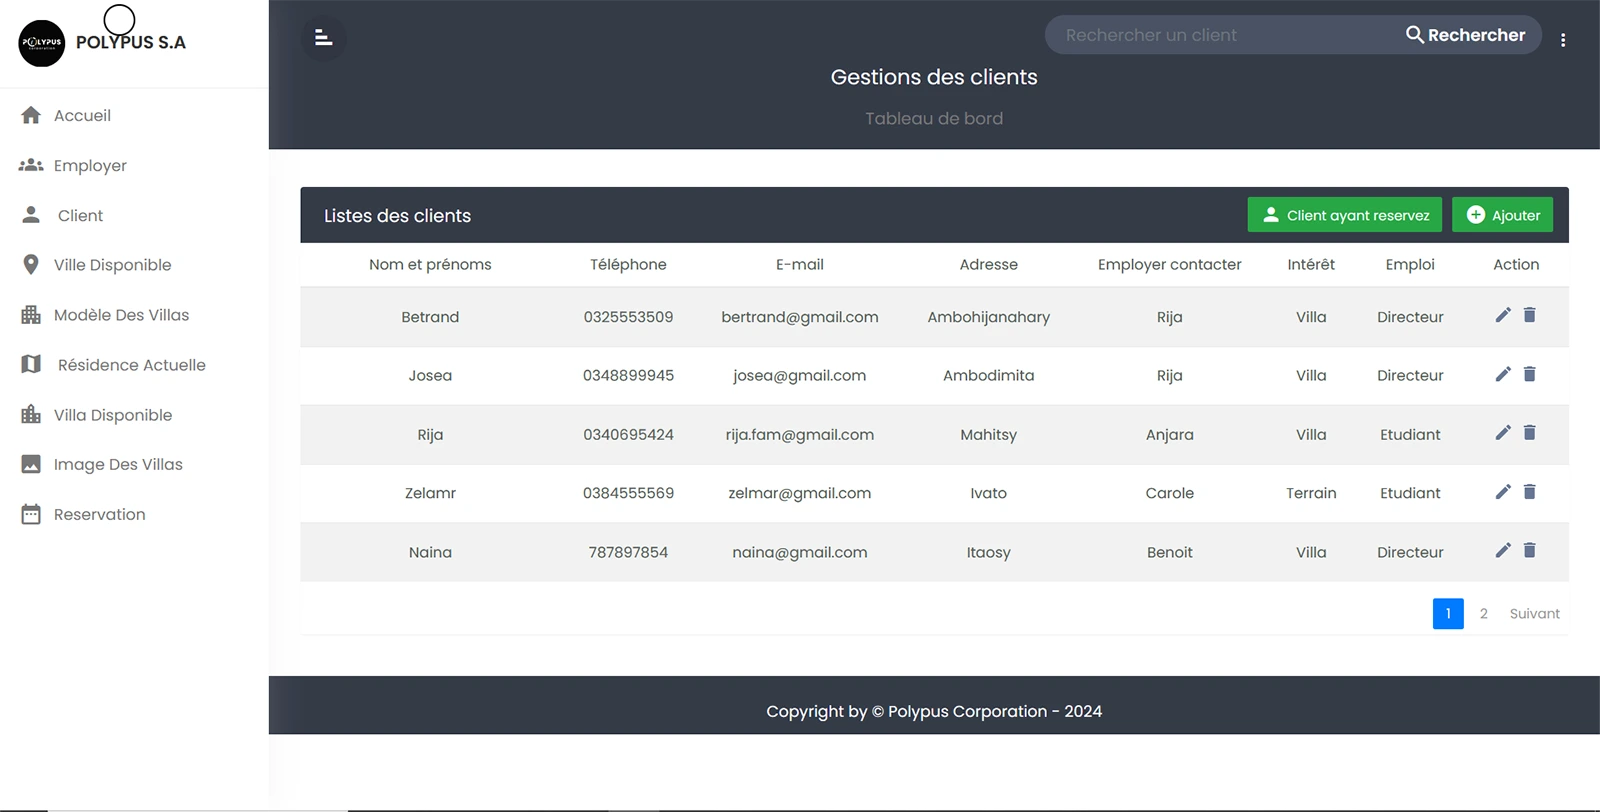 POLYPUS
corporation
POLYPUS S.A
Rechercher un client
Rechercher
Gestions des clients
Tableau de bord
Accueil
Employer
Client
Ville Disponible
Modèle Des Villas
Résidence Actuelle
Villa Disponible
Image Des Villas
Reservation
Listes des clients
Client ayant reservez
Ajouter
Nom et prénoms Téléphone E-mail Adresse Employer contacter Intérêt Emploi Action
Betrand 0325553509 bertrand@gmail.com Ambohijanahary Rija Villa Directeur
Josea 0348899945 josea@gmail.com Ambodimita Rija Villa Directeur
Rija 0340695424 rija.fam@gmail.com Mahitsy Anjara Villa Etudiant
Zelamr 0384555569 zelmar@gmail.com Ivato Carole Terrain Etudiant
Naina 787897854 naina@gmail.com Itaosy Benoit Villa Directeur
1 2 Suivant
Copyright by © Polypus Corporation - 2024